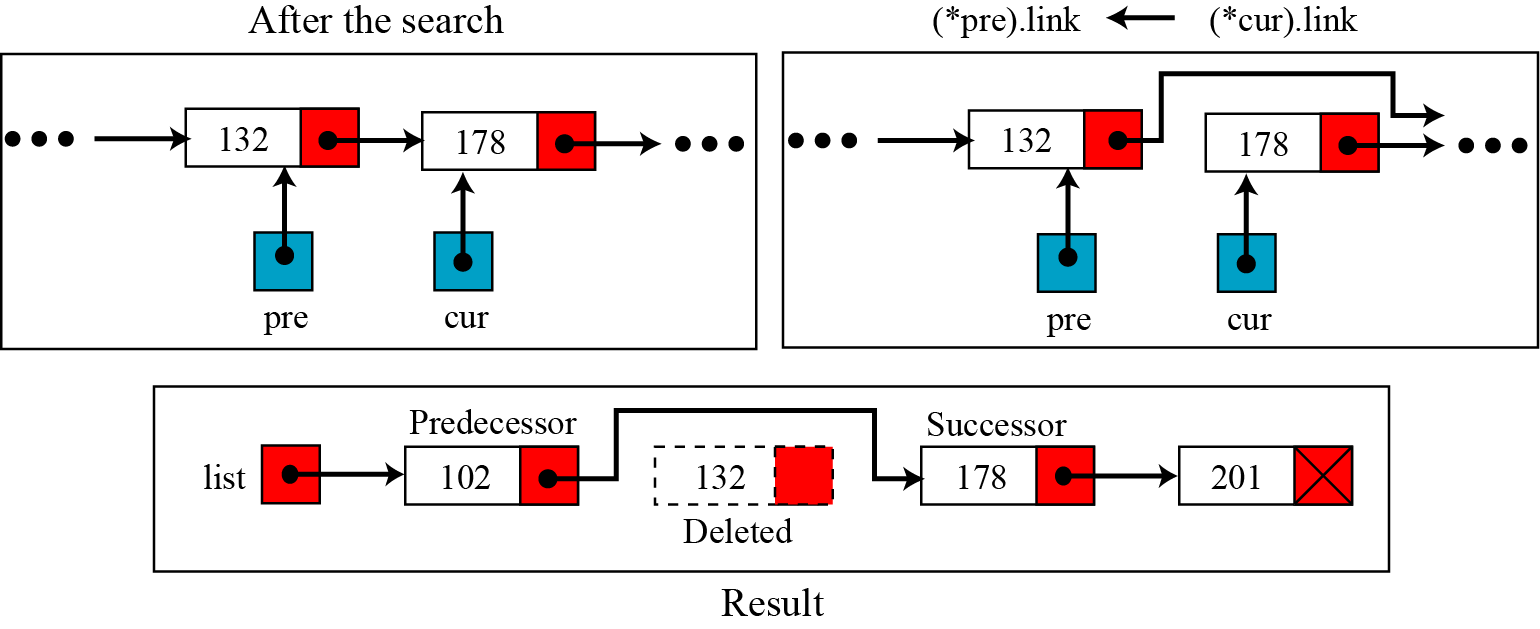 After the search
(*pre).link (*cur).link
132 178
pre cur
132 178
pre cur
Predecessor Successor
list 102 132 178 201
Deleted
Result